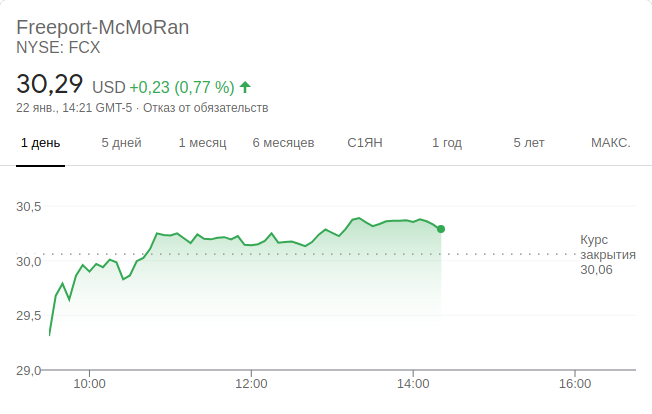 Freeport-McMoRan
NYSE: FCX
30,29 USD +0,23 (0,77 %)
22 янв., 14:21 GMT-5 · Отказ от обязательств
1 день 5 дней 1 месяц 6 месяцев С1ЯН 1 год 5 лет МАКС.
30,5
30,0
29,5
29,0
Курс
закрытия
30,06
10:00 12:00 14:00 16:00